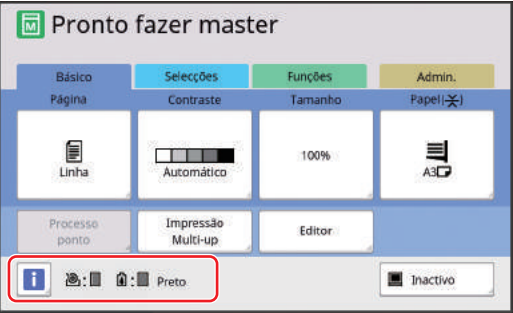 Pronto fazer master
Básico Selecções Funções Admin.
Página Contraste Tamanho Papel
Linha Automático 100% A3
Processo ponto Impressão Multi-up Editor
i : : Preto Inactivo